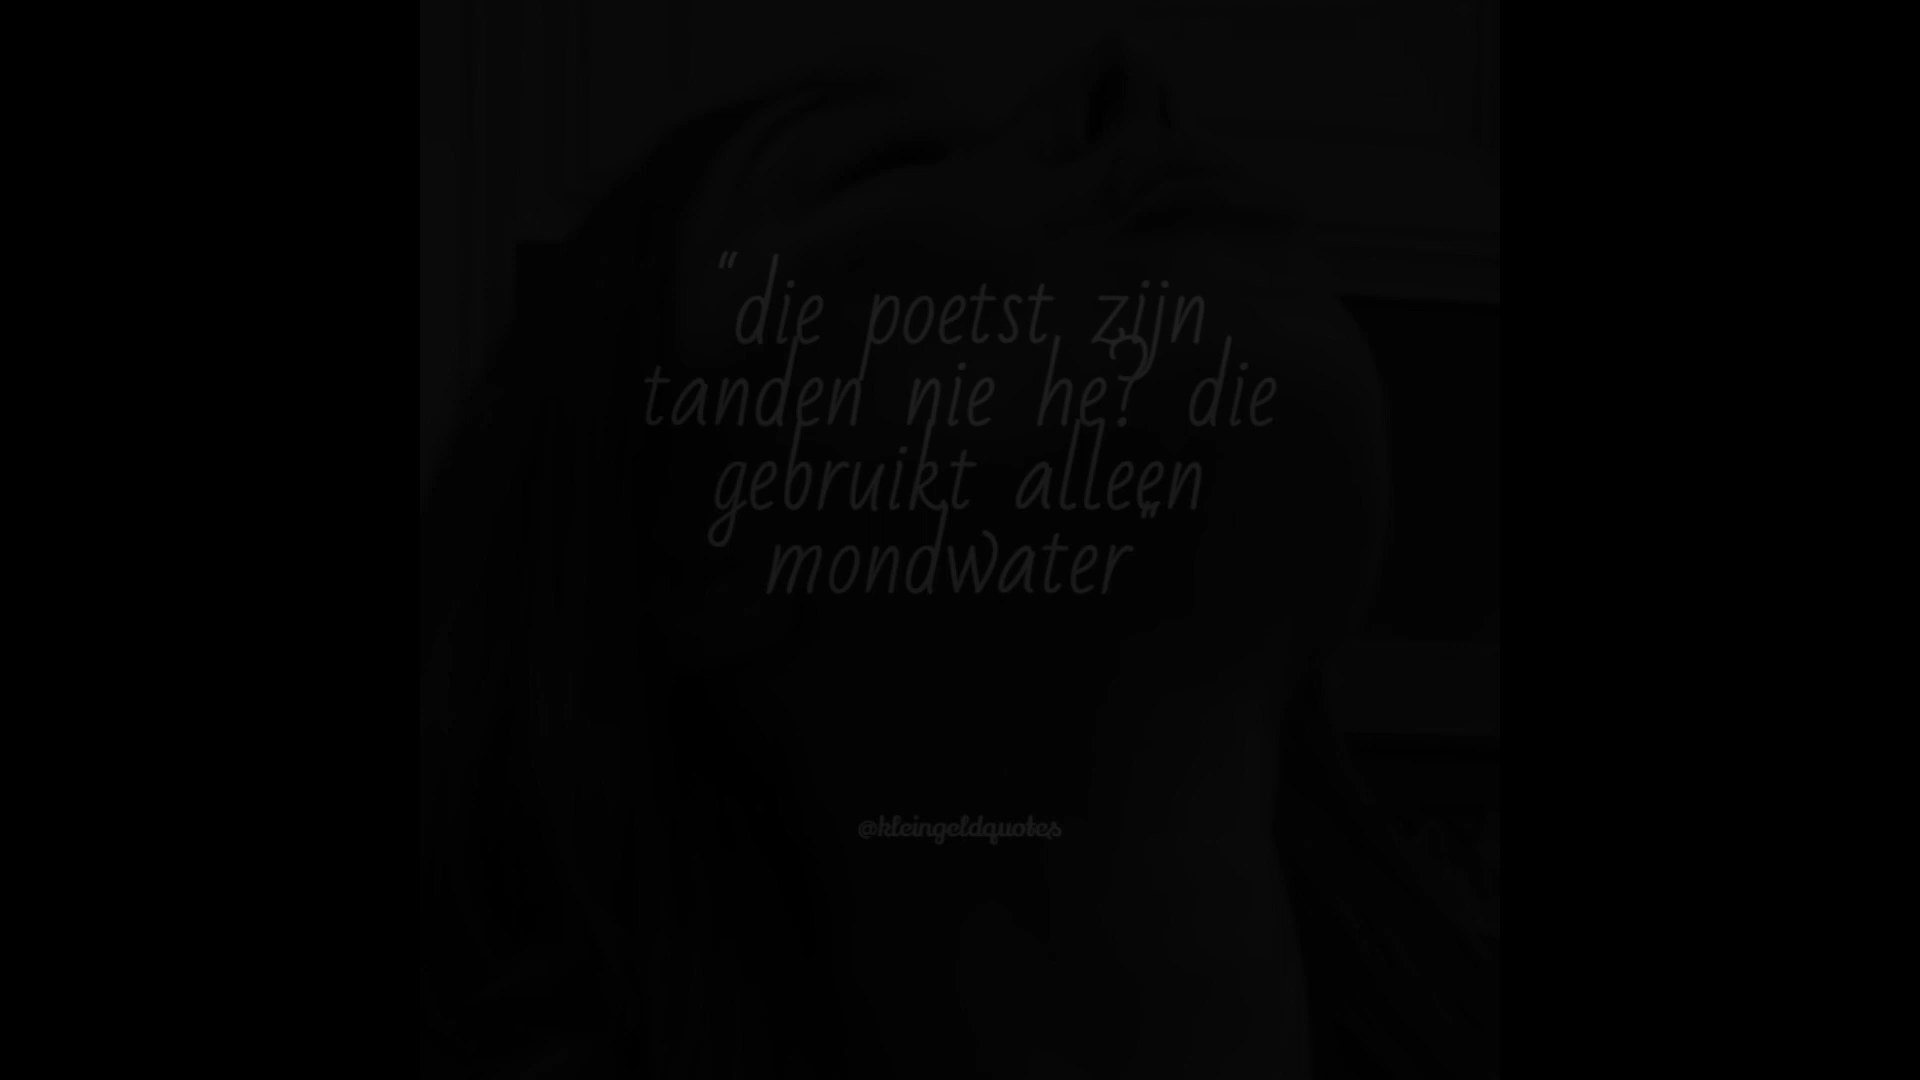 "die poetst zijn
tanden nie he? die
gebruikt alleen
mondwater"
@kleingeldquotes